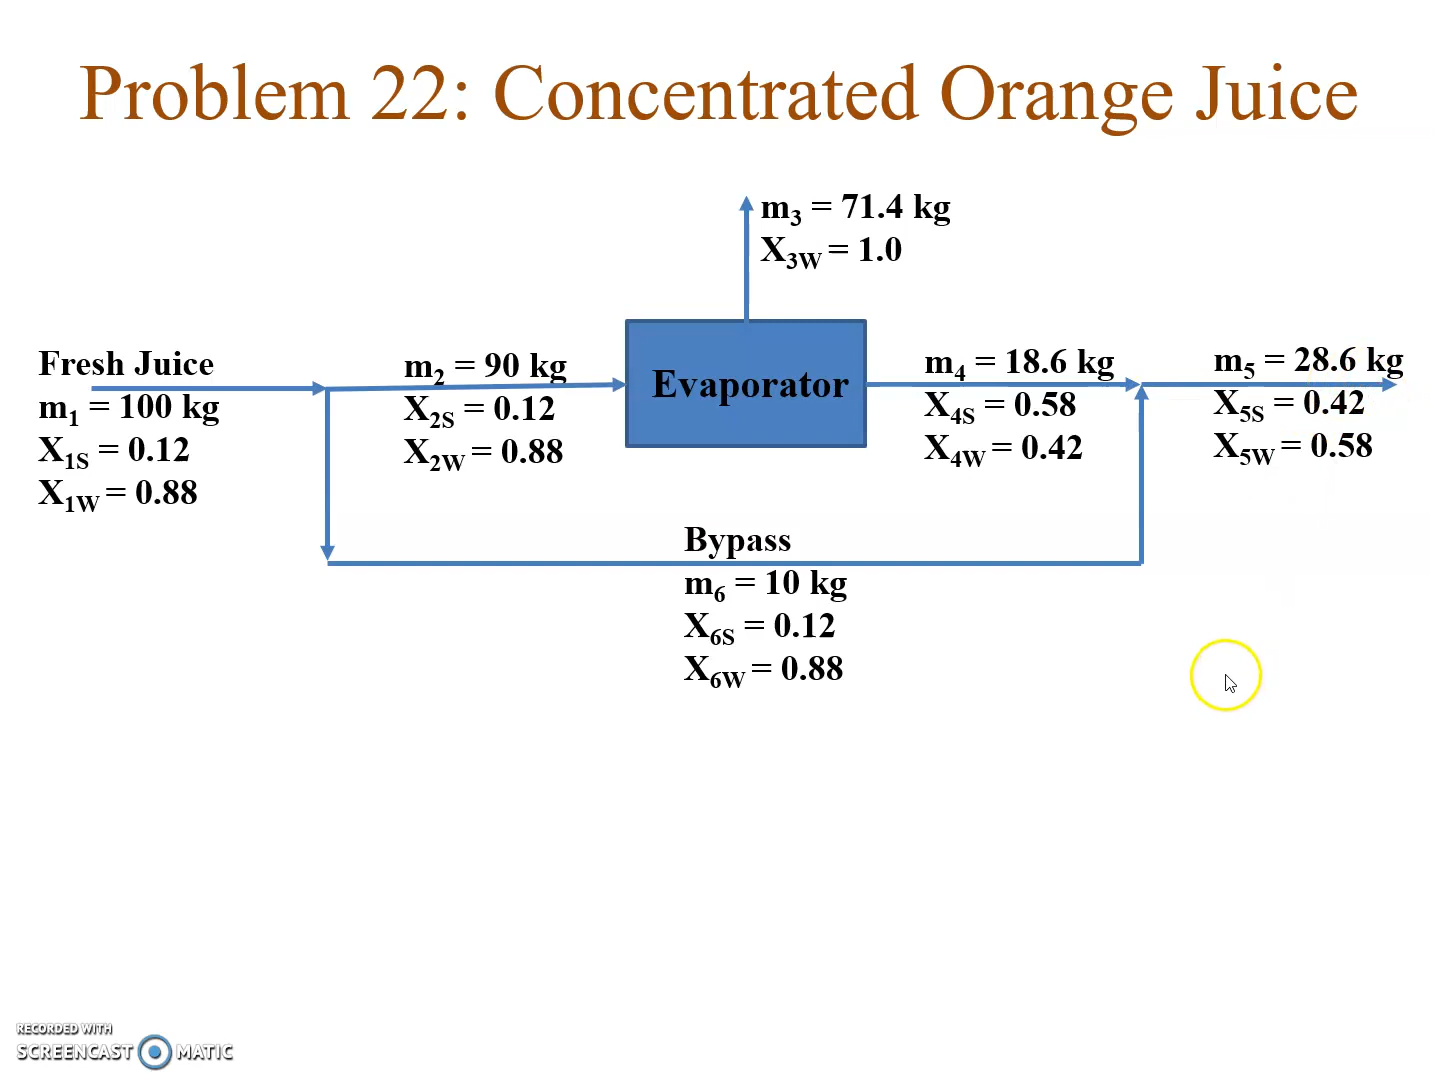 Problem 22: Concentrated Orange Juice
m₃ = 71.4 kg
X₃W = 1.0
Fresh Juice
m₁ = 100 kg
X₁S = 0.12
X₁W = 0.88
m₂ = 90 kg
X₂S = 0.12
X₂W = 0.88
Evaporator
m₄ = 18.6 kg
X₄S = 0.58
X₄W = 0.42
m₅ = 28.6 kg
X₅S = 0.42
X₅W = 0.58
Bypass
m₆ = 10 kg
X₆S = 0.12
X₆W = 0.88
RECORDED WITH
SCREENCAST MATIC